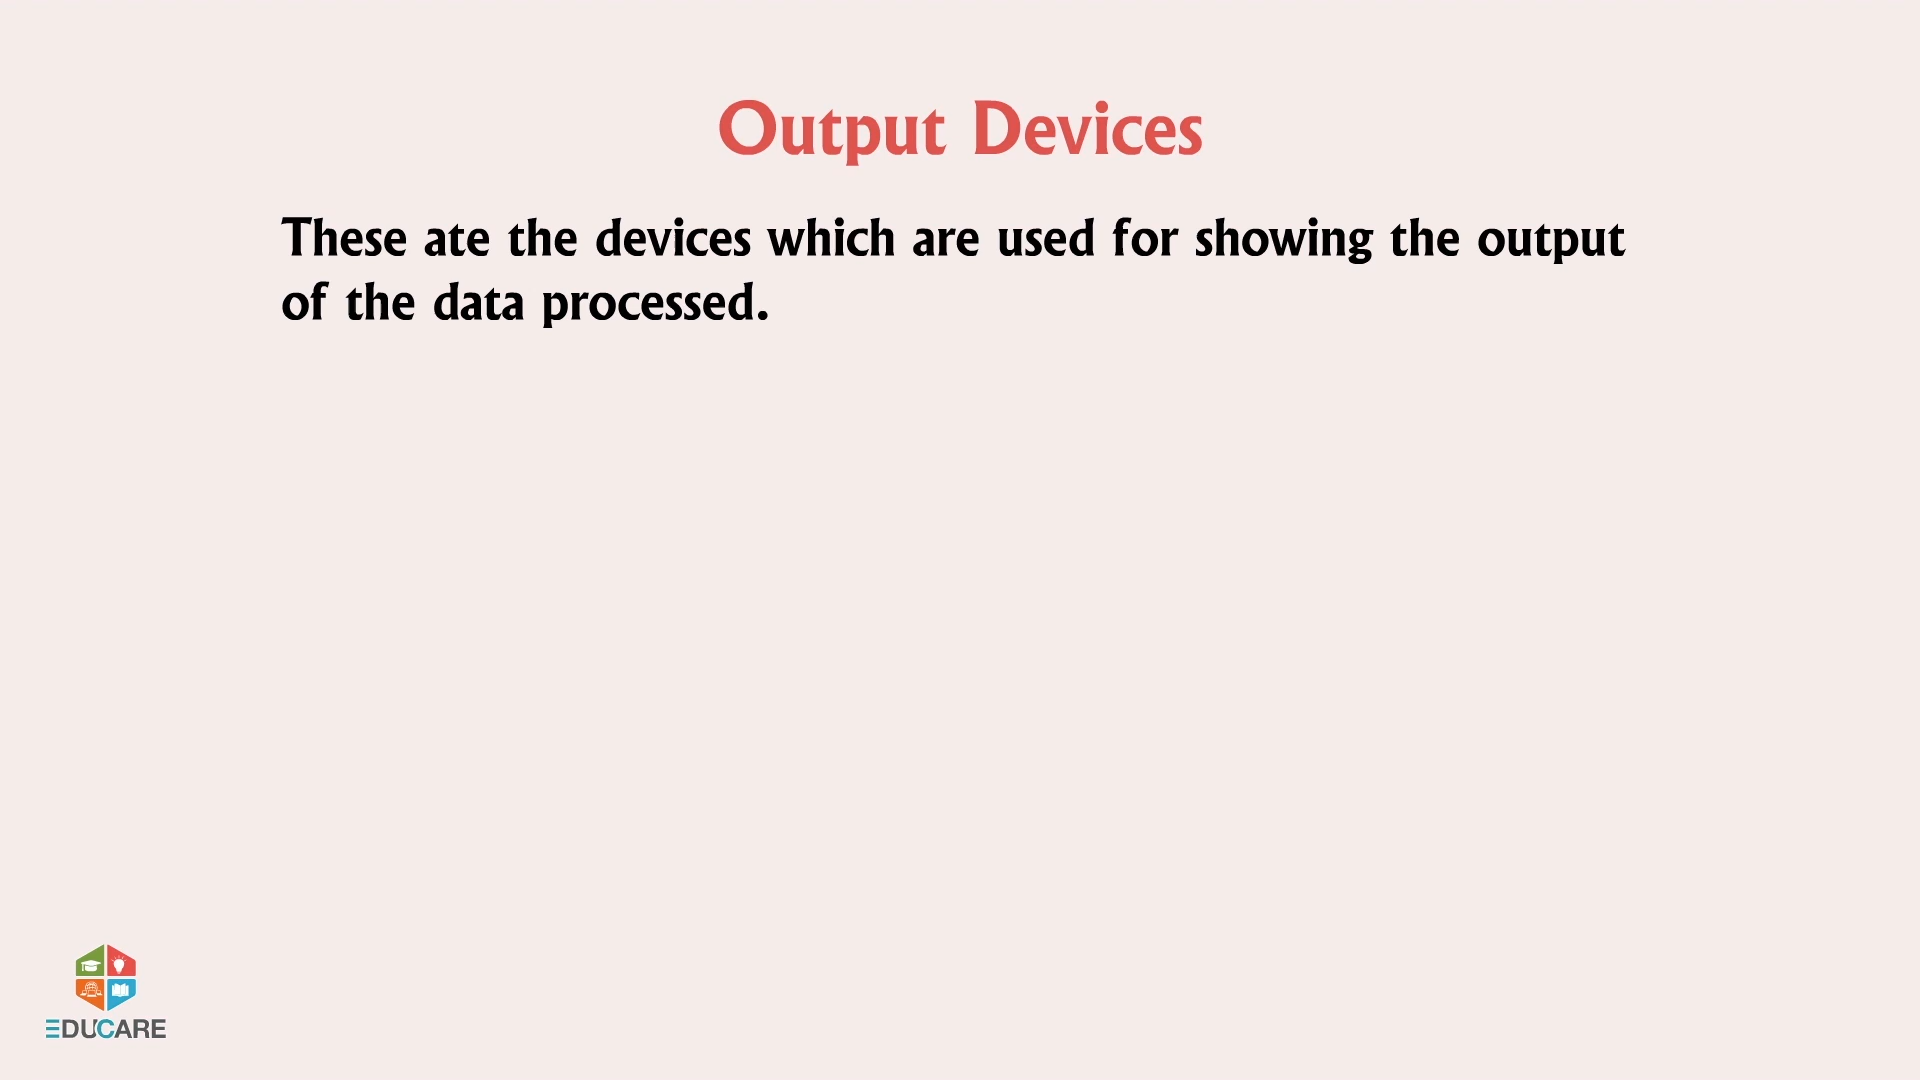 Output Devices
These ate the devices which are used for showing the output
of the data processed.
EDUCARE